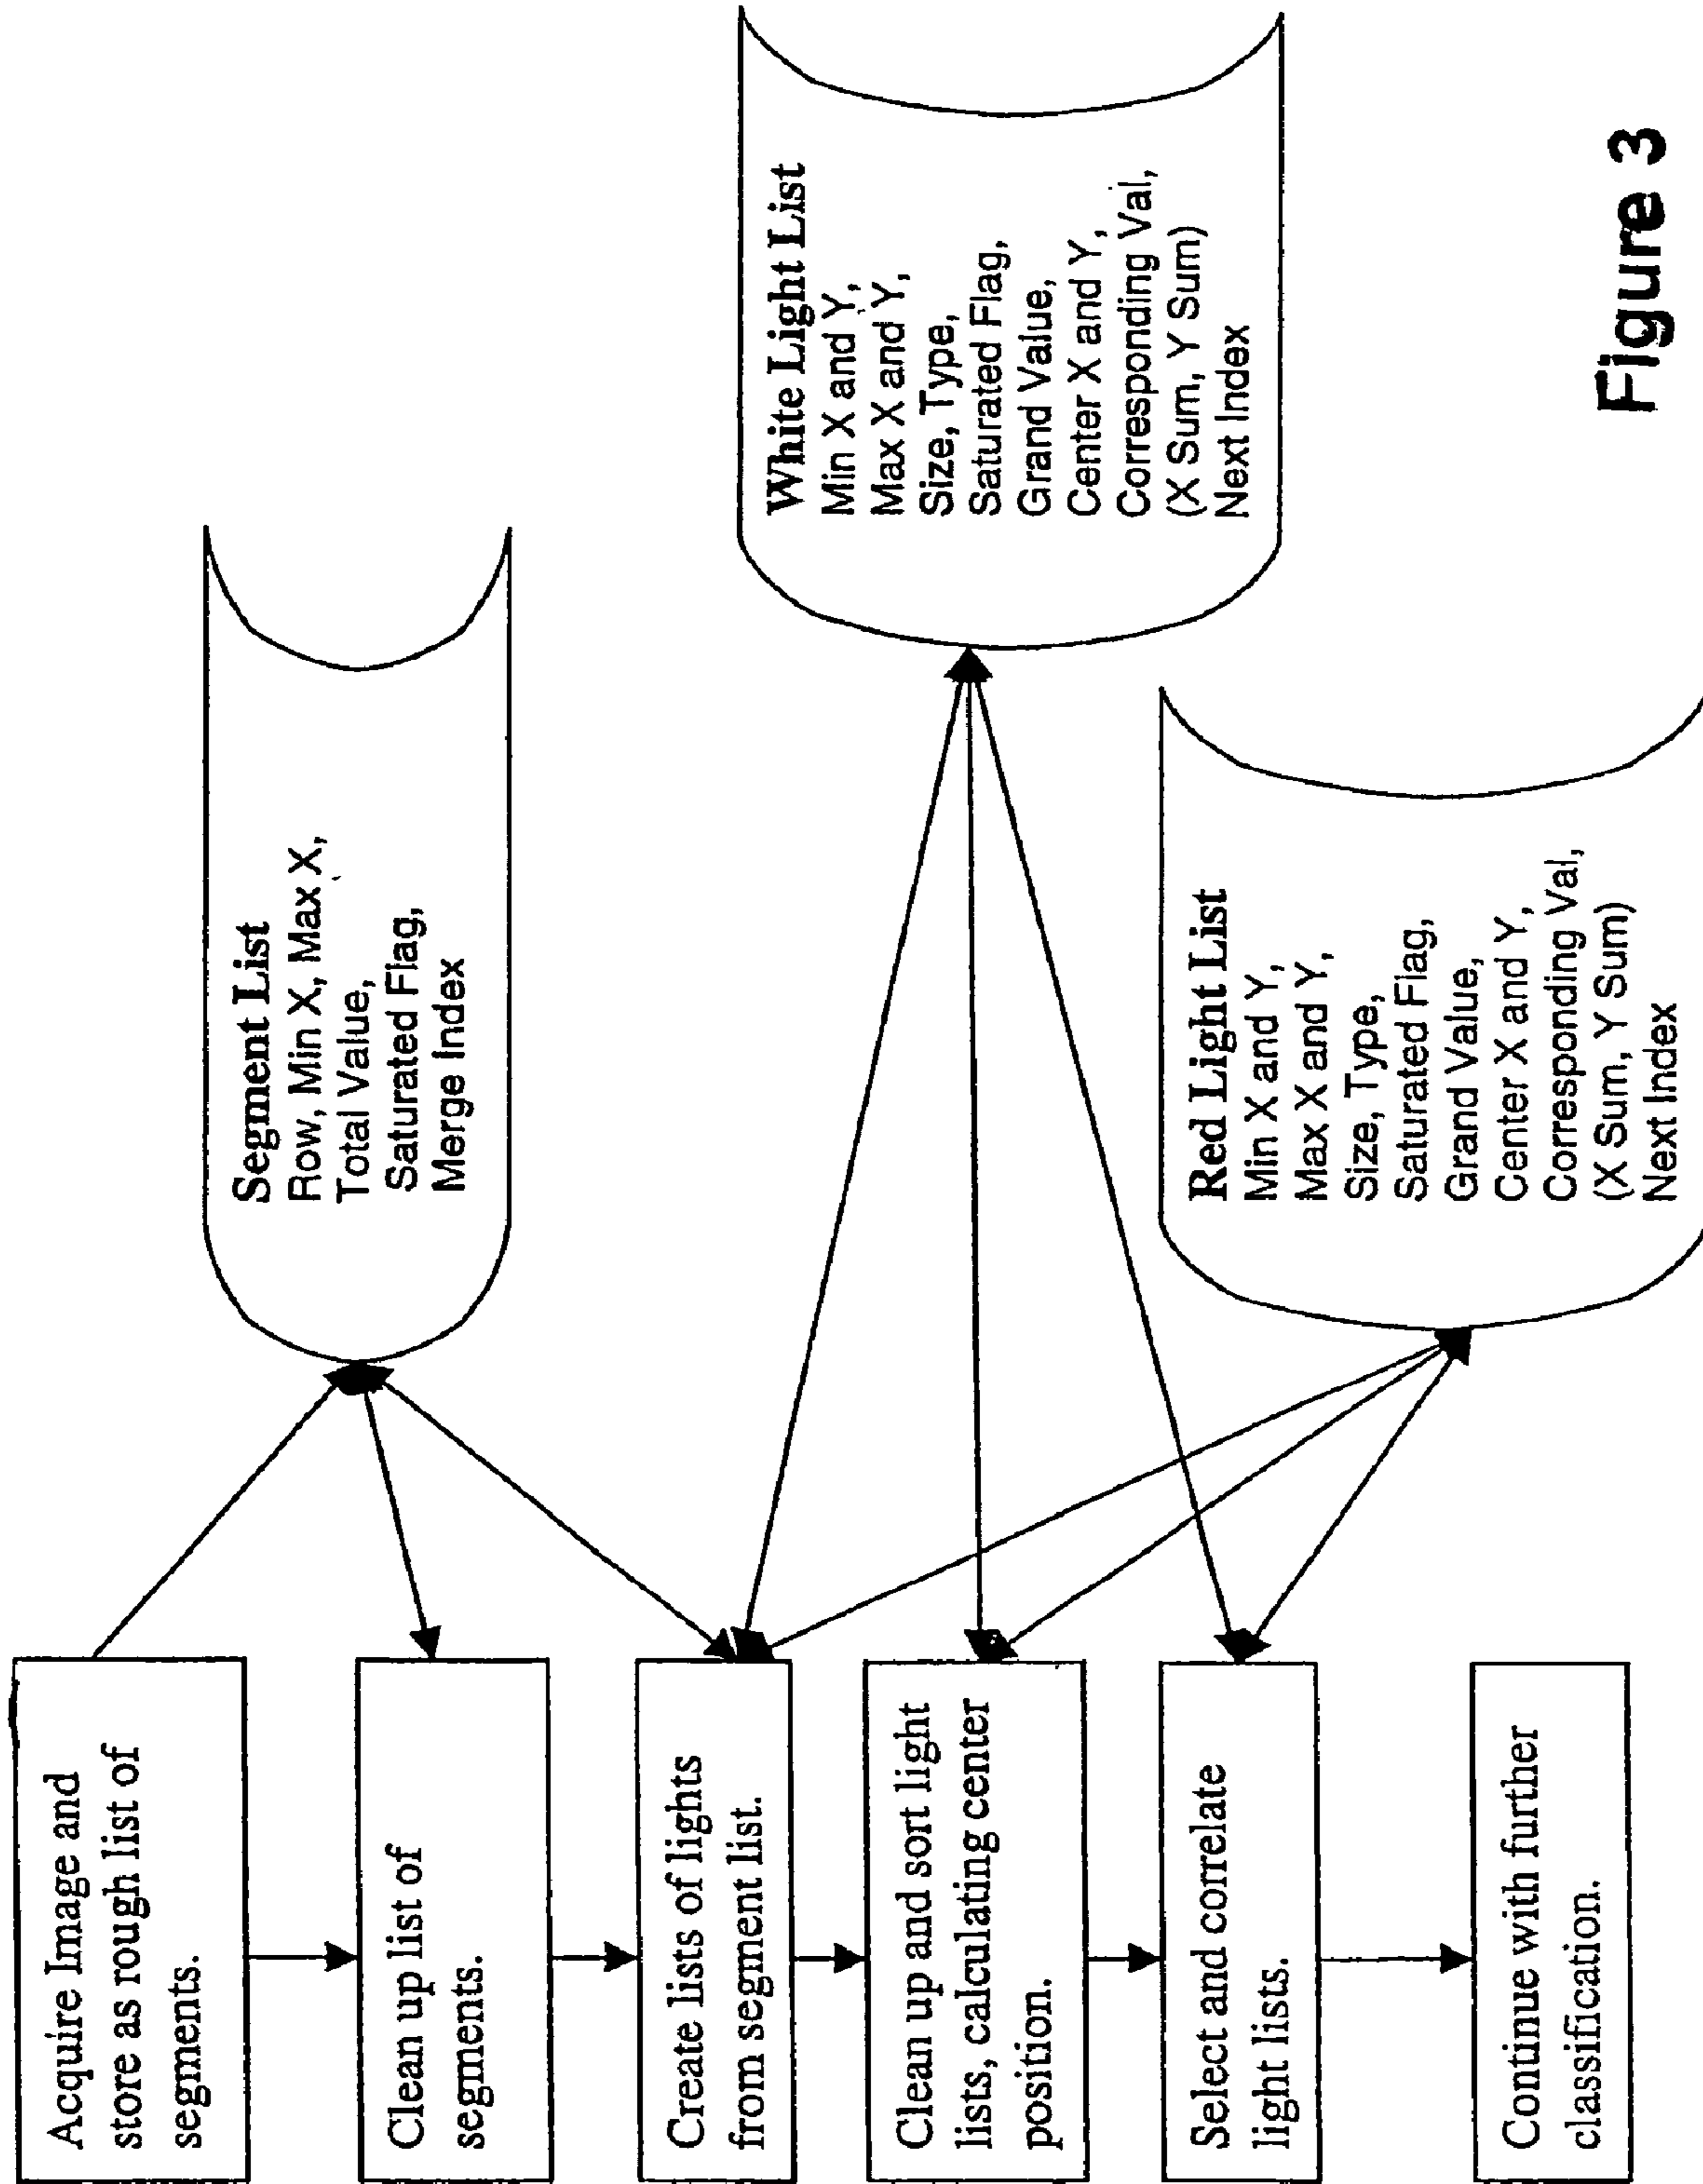 Acquire Image and
store as rough list of
segments.
Clean up list of
segments.
Create lists of lights
from segment list.
Clean up and sort light
lists, calculating center
position.
Select and correlate
light lists.
Continue with further
classification.
Segment List
Row, Min X, Max X,
Total Value,
Saturated Flag,
Merge Index
White Light List
Min X and Y,
Max X and Y,
Size, Type,
Saturated Flag,
Grand Value,
Center X and Y,
Corresponding Val,
(X Sum, Y Sum)
Next Index
Red Light List
Min X and Y,
Max X and Y,
Size, Type,
Saturated Flag,
Grand Value,
Center X and Y,
Corresponding Val,
(X Sum, Y Sum)
Next Index
Figure 3